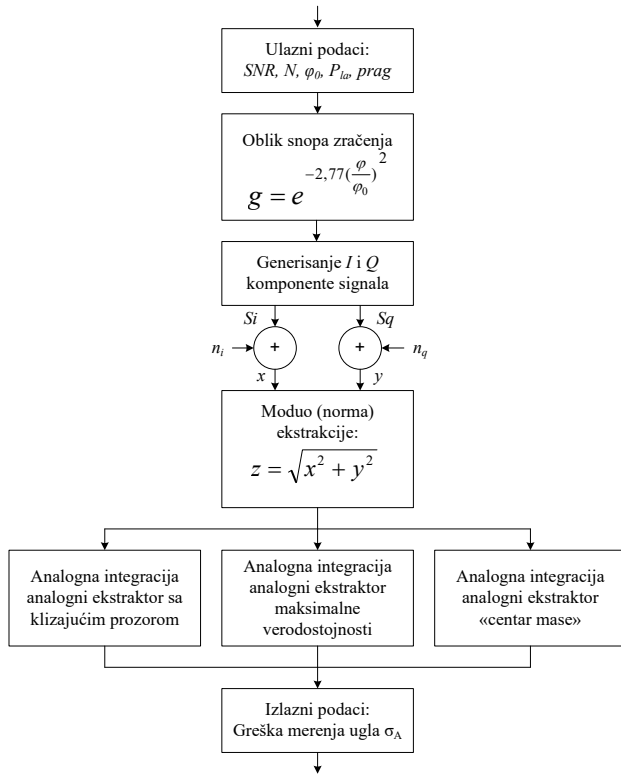 Ulazni podaci:
SNR, N, φ₀, Pₗₐ, prag
Oblik snopa zračenja
g = e^{-2,77(φ/φ₀)^2}
Generisanje I i Q
komponente signala
Si Sq
nᵢ + + n_q
x y
Moduo (norma)
ekstrakcije:
z = √(x² + y²)
Analogna integracija
analogni ekstraktor sa
klizajućim prozorom
Analogna integracija
analogni ekstraktor
maksimalne
verodostojnosti
Analogna integracija
analogni ekstraktor
«centar mase»
Izlazni podaci:
Greška merenja ugla σ_A